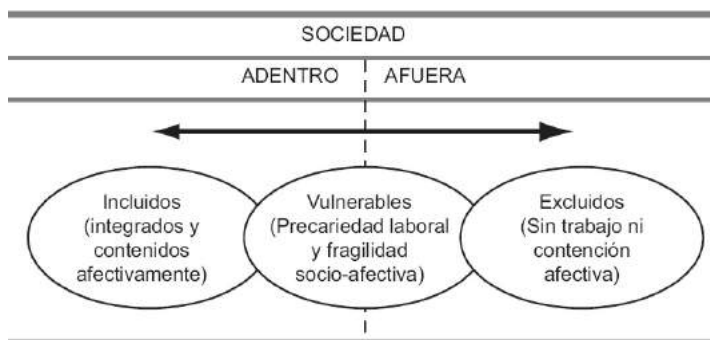 SOCIEDAD
ADENTRO AFUERA
Incluidos
(integrados y
contenidos
afectivamente)
Vulnerables
(Precariedad laboral
y fragilidad
socio-afectiva)
Excluidos
(Sin trabajo ni
contención
afectiva)